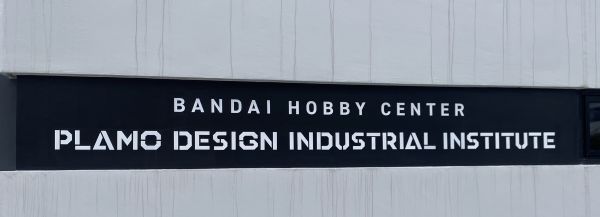 BANDAI HOBBY CENTER
PLAMO DESIGN INDUSTRIAL INSTITUTE